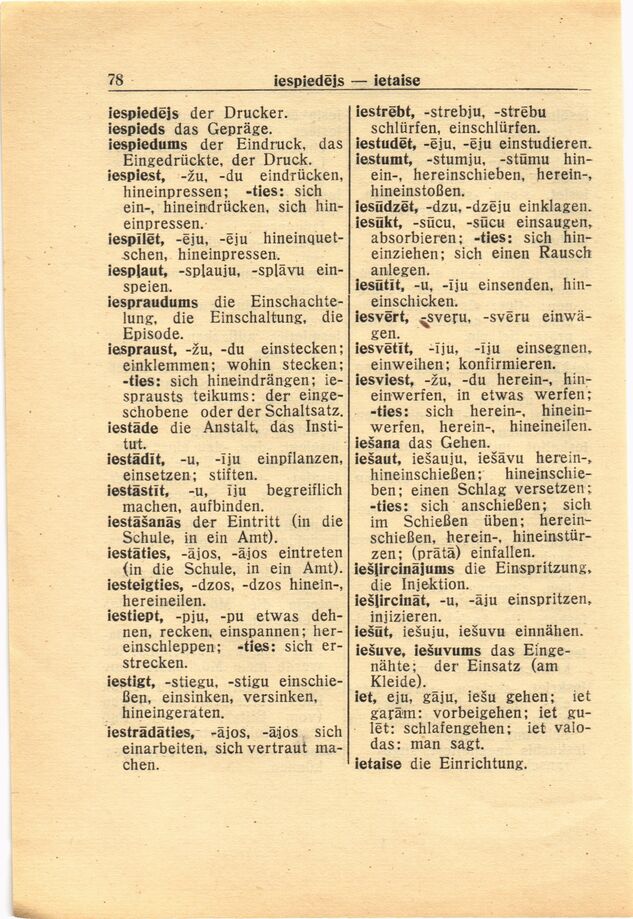 78 iespiedējs — ietaise
iespiedējs der Drucker.
iespieds das Gepräge.
iespiedums der Eindruck, das
Eingedrückte, der Druck.
iespiest, -žu, -du eindrücken,
hineinpressen; -ties: sich
ein-, hineindrücken, sich hin-
einpressen.
iespīlēt, -ēju, -ēju hineinquet-
schen, hineinpressen.
iespļaut, -spļauju, -spļāvu ein-
speien.
iespraudums die Einschachte-
lung, die Einschaltung, die
Episode.
iespraust, -žu, -du einstecken;
einklemmen; wohin stecken;
-ties: sich hineindrängen; ie-
sprausts teikums: der einge-
schobene oder der Schaltsatz.
iestāde die Anstalt, das Insti-
tut.
iestādīt, -u, -īju einpflanzen,
einsetzen; stiften.
iestāstīt, -u, īju begreiflich
machen, aufbinden.
iestāšanās der Eintritt (in die
Schule, in ein Amt).
iestāties, -ājos, -ājos eintreten
(in die Schule, in ein Amt).
iesteigties, -dzos, -dzos hinein-,
hereineilen.
iestiept, -pju, -pu etwas deh-
nen, recken, einspannen; her-
einschleppen; -ties: sich er-
strecken.
iestigt, -stiegu, -stigu einschie-
ßen, einsinken, versinken,
hineingeraten.
iestrādāties, -ājos, -ājos sich
einarbeiten, sich vertraut ma-
chen.
iestrēbt, -strebju, -strēbu
schlürfen, einschlürfen.
iestudēt, -ēju, -ēju einstudieren.
iestumt, -stumju, -stūmu hin-
ein-, hereinschieben, herein-,
hineinstoßen.
iesūdzēt, -dzu, -dzēju einklagen.
iesūkt, -sūcu, -sūcu einsaugen,
absorbieren; -ties: sich hin-
einziehen; sich einen Rausch
anlegen.
iesūtīt, -u, -īju einsenden, hin-
einschicken.
iesvērt, -sveŗu, -svēru einwä-
gen.
iesvētīt, -īju, -īju einsegnen,
einweihen; konfirmieren.
iesviest, -žu, -du herein-, hin-
einwerfen, in etwas werfen;
-ties: sich herein-, hinein-
werfen, herein-, hineineilen.
iešana das Gehen.
iešaut, iešauju, iešāvu herein-,
hineinschießen; hineinschie-
ben; einen Schlag versetzen;
-ties: sich anschießen; sich
im Schießen üben; herein-
schießen, herein-, hineinstür-
zen; (prātā) einfallen.
iešļircinājums die Einspritzung,
die Injektion.
iešļircināt, -u, -āju einspritzen,
injizieren.
iešūt, iešuju, iešuvu einnähen.
iešuve, iešuvums das Einge-
nähte; der Einsatz (am
Kleide).
iet, eju, gāju, iešu gehen; iet
gaŗām: vorbeigehen; iet gu-
lēt: schlafengehen; iet valo-
das: man sagt.
ietaise die Einrichtung.